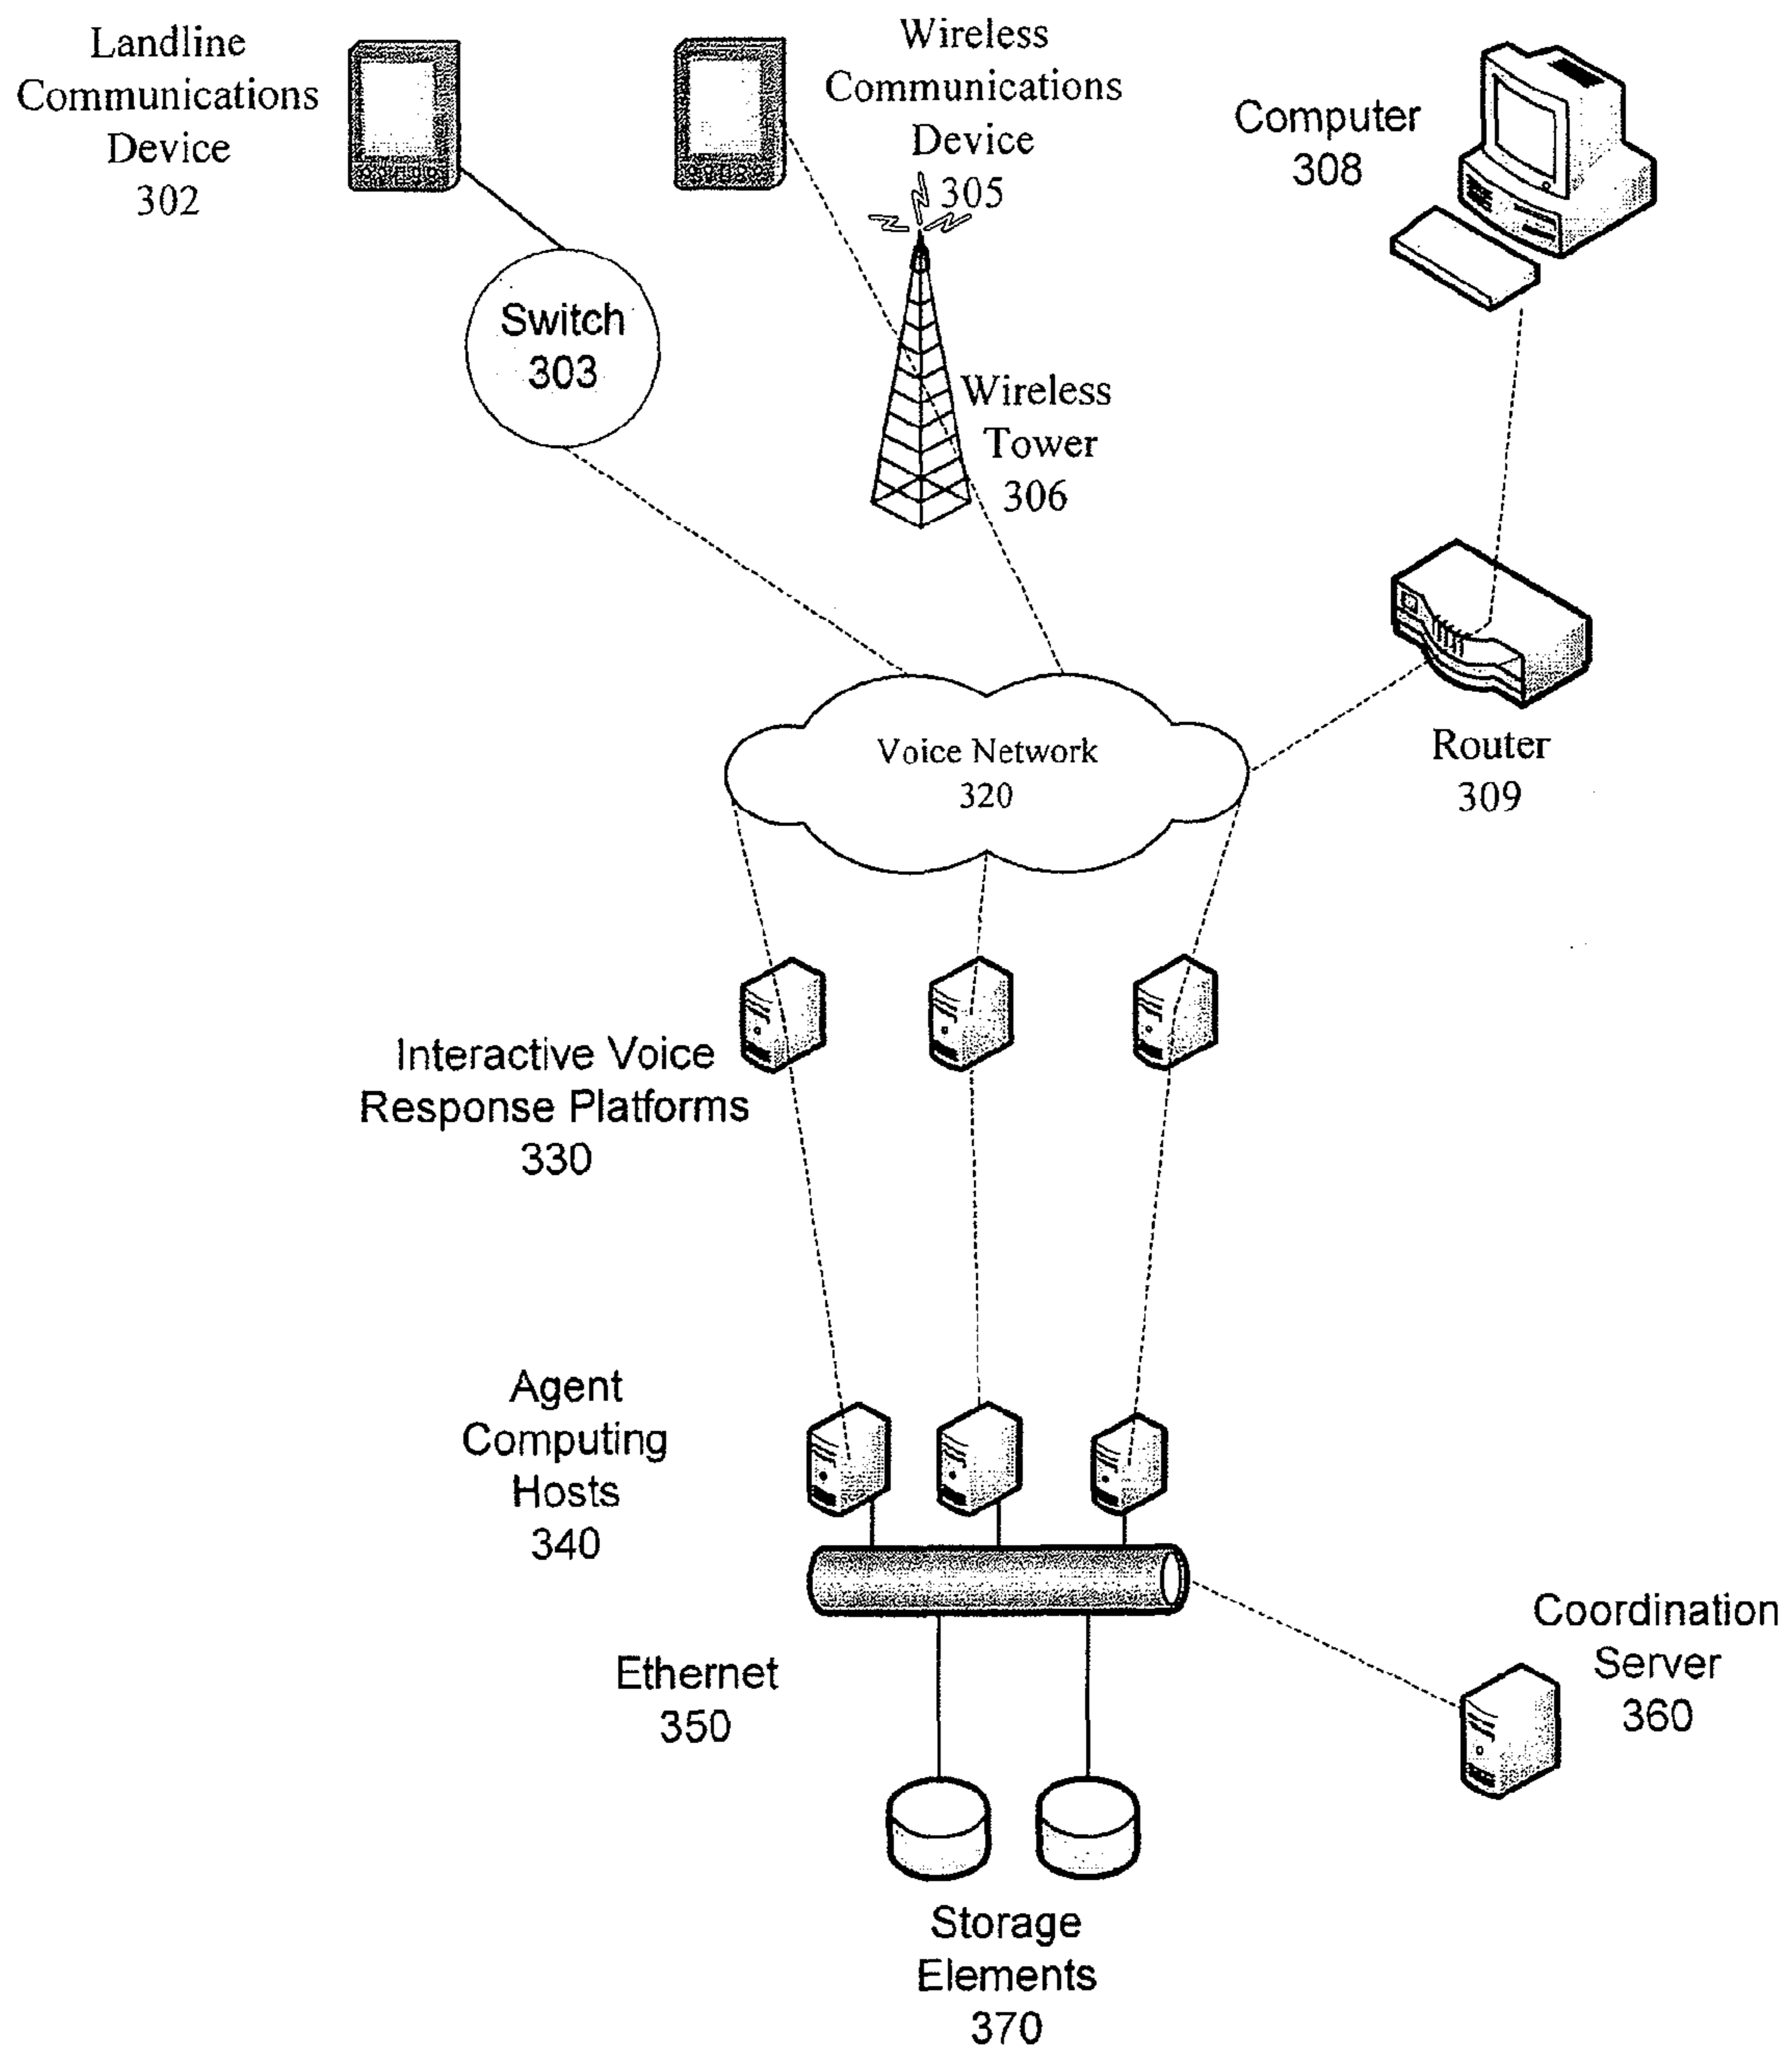 Landline
Communications
Device
302
Wireless
Communications
Device
305
Computer
308
Switch
303
Wireless
Tower
306
Voice Network
320
Router
309
Interactive Voice
Response Platforms
330
Agent
Computing
Hosts
340
Ethernet
350
Coordination
Server
360
Storage
Elements
370